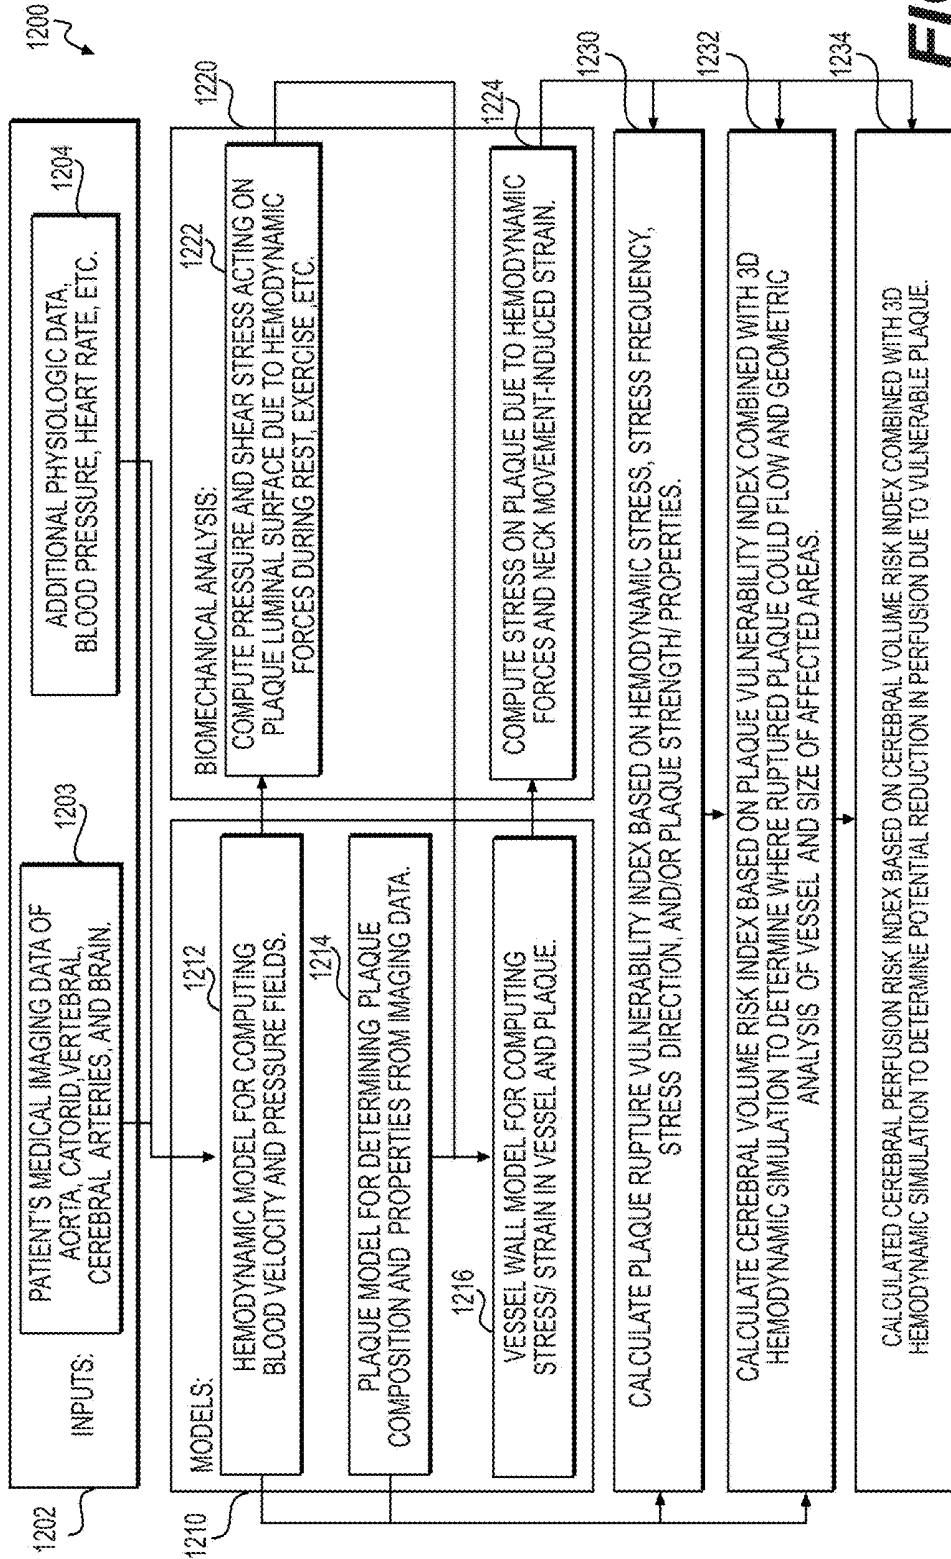 1200
1202
INPUTS:
1203
PATIENT'S MEDICAL IMAGING DATA OF
AORTA, CATORID, VERTEBRAL,
CEREBRAL ARTERIES, AND BRAIN.
1204
ADDITIONAL PHYSIOLOGIC DATA,
BLOOD PRESSURE, HEART RATE, ETC.
1210
MODELS:
1212
HEMODYNAMIC MODEL FOR COMPUTING
BLOOD VELOCITY AND PRESSURE FIELDS.
1214
PLAQUE MODEL FOR DETERMINING PLAQUE
COMPOSITION AND PROPERTIES FROM IMAGING DATA.
1216
VESSEL WALL MODEL FOR COMPUTING
STRESS/ STRAIN IN VESSEL AND PLAQUE.
1220
BIOMECHANICAL ANALYSIS:
1222
COMPUTE PRESSURE AND SHEAR STRESS ACTING ON
PLAQUE LUMINAL SURFACE DUE TO HEMODYNAMIC
FORCES DURING REST, EXERCISE ,ETC.
1224
COMPUTE STRESS ON PLAQUE DUE TO HEMODYNAMIC
FORCES AND NECK MOVEMENT-INDUCED STRAIN.
1230
CALCULATE PLAQUE RUPTURE VULNERABILITY INDEX BASED ON HEMODYNAMIC STRESS, STRESS FREQUENCY,
STRESS DIRECTION, AND/OR PLAQUE STRENGTH/ PROPERTIES.
1232
CALCULATE CEREBRAL VOLUME RISK INDEX BASED ON PLAQUE VULNERABILITY INDEX COMBINED WITH 3D
HEMODYNAMIC SIMULATION TO DETERMINE WHERE RUPTURED PLAQUE COULD FLOW AND GEOMETRIC
ANALYSIS OF VESSEL AND SIZE OF AFFECTED AREAS.
1234
CALCULATED CEREBRAL PERFUSION RISK INDEX BASED ON CEREBRAL VOLUME RISK INDEX COMBINED WITH 3D
HEMODYNAMIC SIMULATION TO DETERMINE POTENTIAL REDUCTION IN PERFUSION DUE TO VULNERABLE PLAQUE.
FIG